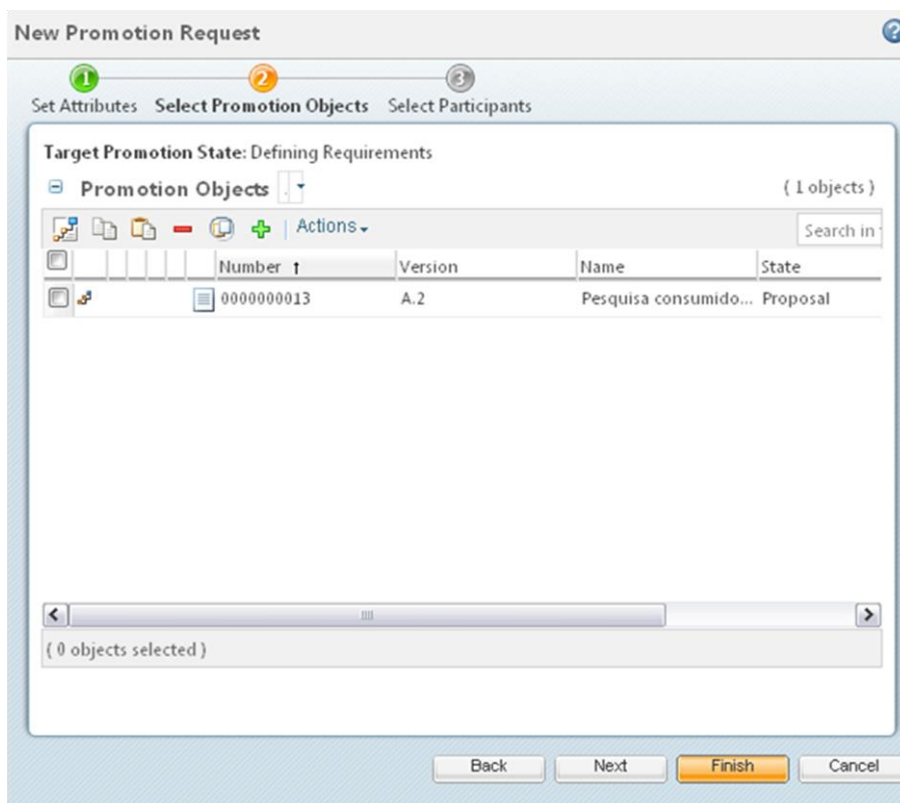 New Promotion Request
1 2 3
Set Attributes Select Promotion Objects Select Participants
Target Promotion State: Defining Requirements
Promotion Objects
( 1 objects )
Actions
Search in
Number Version Name State
0000000013 A.2 Pesquisa consumido... Proposal
( 0 objects selected )
Back Next Finish Cancel